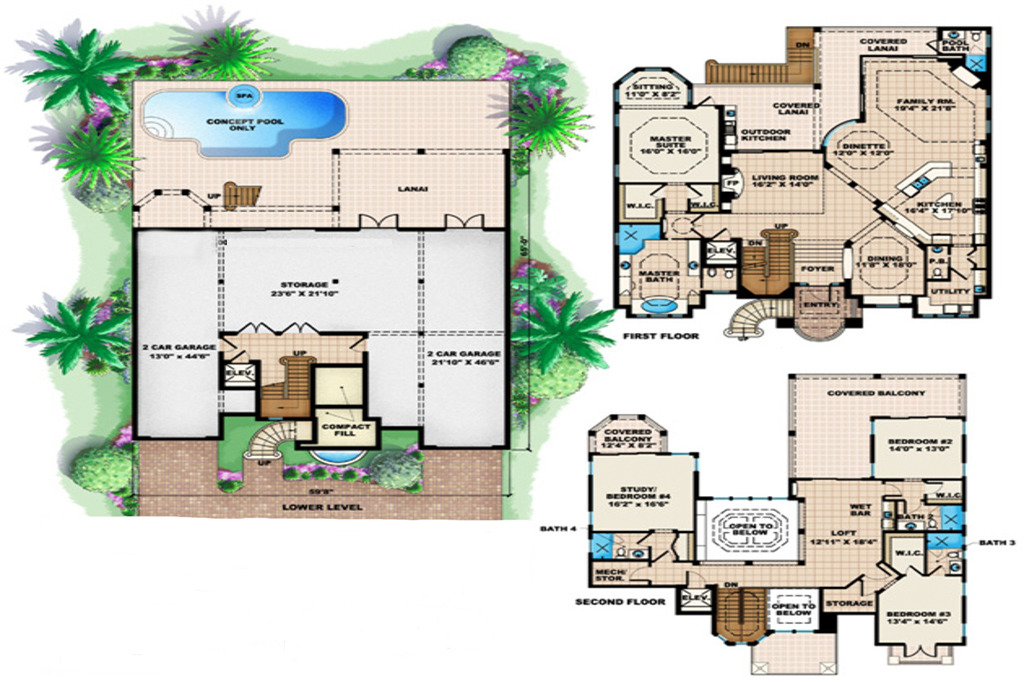 SPA
CONCEPT POOL
ONLY
UP
LANAI
STORAGE
23'6" X 21'10"
2 CAR GARAGE
13'0" x 44'6"
UP
ELEV.
2 CAR GARAGE
21'10" X 46'6"
COMPACT
FILL
UP
65'-0"
59'8"
LOWER LEVEL
DN
COVERED
LANAI
POOL
BATH
SITTING
11'0" X 8'2"
COVERED
LANAI
FAMILY RM.
19'4" X 21'8"
OUTDOOR
KITCHEN
MASTER
SUITE
16'0" X 16'0"
DINETTE
12'0" X 12'0"
LIVING ROOM
16'2" X 14'0"
FP
W.I.C.
W.I.C.
KITCHEN
16'4" X 17'10"
UP
DN
ELEV.
MASTER
BATH
FOYER
DINING
11'8" X 18'0"
P.B.
UTILITY
ENTRY
FIRST FLOOR
COVERED BALCONY
COVERED
BALCONY
12'4" X 8'2"
BEDROOM #2
14'0" X 13'0"
STUDY/
BEDROOM #4
16'2" X 16'6"
W.I.C.
WET
BAR
BATH 2
OPEN TO
BELOW
BATH 4
LOFT
12'11" X 18'4"
W.I.C.
BATH 3
MECH/
STOR.
DN
ELEV.
SECOND FLOOR
OPEN TO
BELOW
STORAGE
BEDROOM #3
13'4" X 14'6"